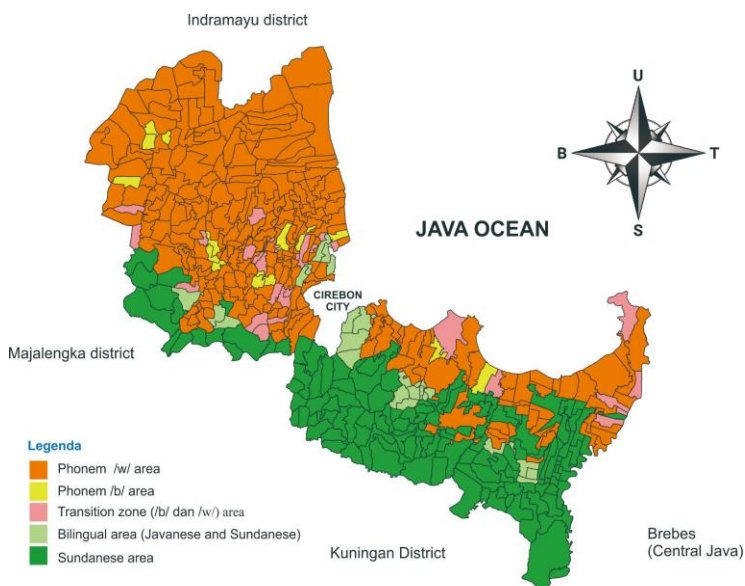 Indramayu district
U
B
T
S
JAVA OCEAN
CIREBON
CITY
Majalengka district
Legenda
Phonem /w/ area
Phonem /b/ area
Transition zone (/b/ dan /w/) area
Bilingual area (Javanese and Sundanese)
Sundanese area
Kuningan District
Brebes
(Central Java)